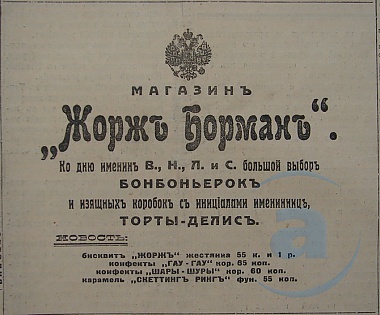 МАГАЗИНЪ
„Жоржъ Борманъ“.
Ко дню именинъ В., Н., Л. и С. большой выборъ
БОНБОНЬЕРОКЪ
и изящныхъ коробокъ съ инициалами именинницъ,
ТОРТЫ-ДЕЛИСЪ.
НОВОСТЬ:
бисквитъ „ЖОРЖЪ“ жестянка 55 к. и 1 р.
конфекты „ГАУ-ГАУ“ кор. 85 коп.
конфекты „ШАРЫ-ШУРЫ“ кор. 60 коп.
карамель „СКЕТТИНГЪ РИНГЪ“ фун. 55 коп.
a